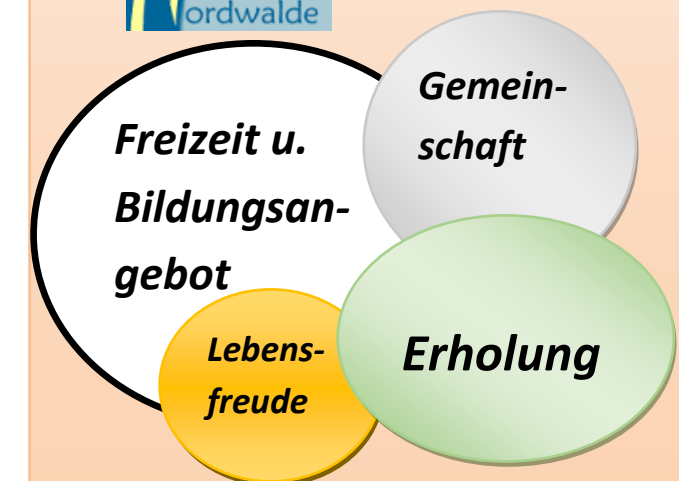 ordwalde
Freizeit u.
Bildungsan-
gebot
Gemein-
schaft
Lebens-
freude
Erholung